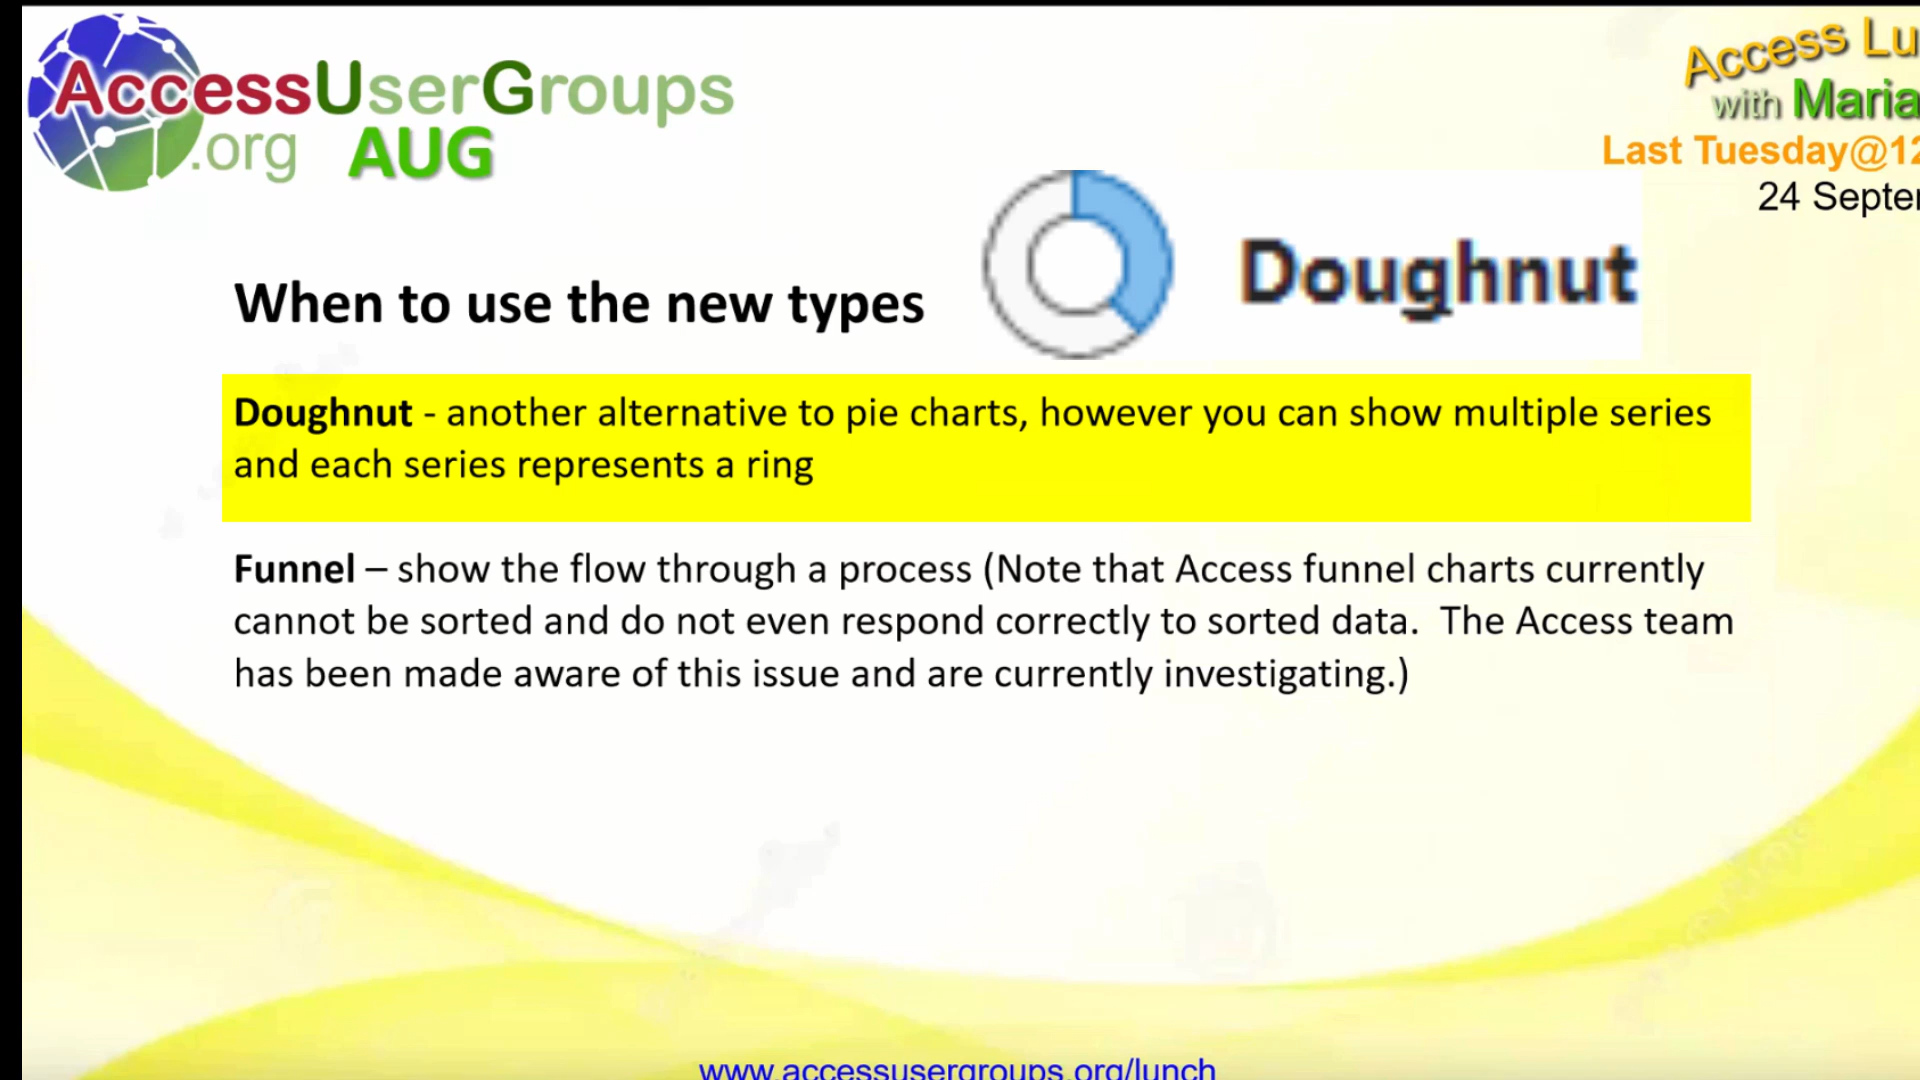 AccessUserGroups
.org AUG
Access Lu
with Maria
Last Tuesday@12
24 Septe
When to use the new types
Doughnut
Doughnut - another alternative to pie charts, however you can show multiple series
and each series represents a ring
Funnel – show the flow through a process (Note that Access funnel charts currently
cannot be sorted and do not even respond correctly to sorted data. The Access team
has been made aware of this issue and are currently investigating.)
www.accessusergroups.org/lunch